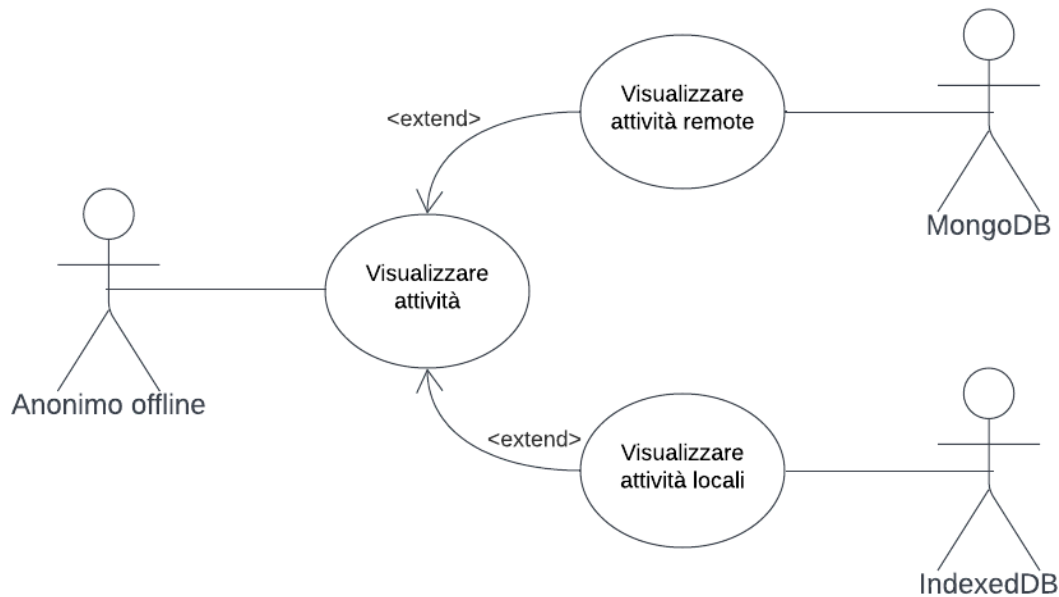 Visualizzare
attività remote
<extend>
MongoDB
Visualizzare
attività
Anonimo offline
<extend>
Visualizzare
attività locali
IndexedDB